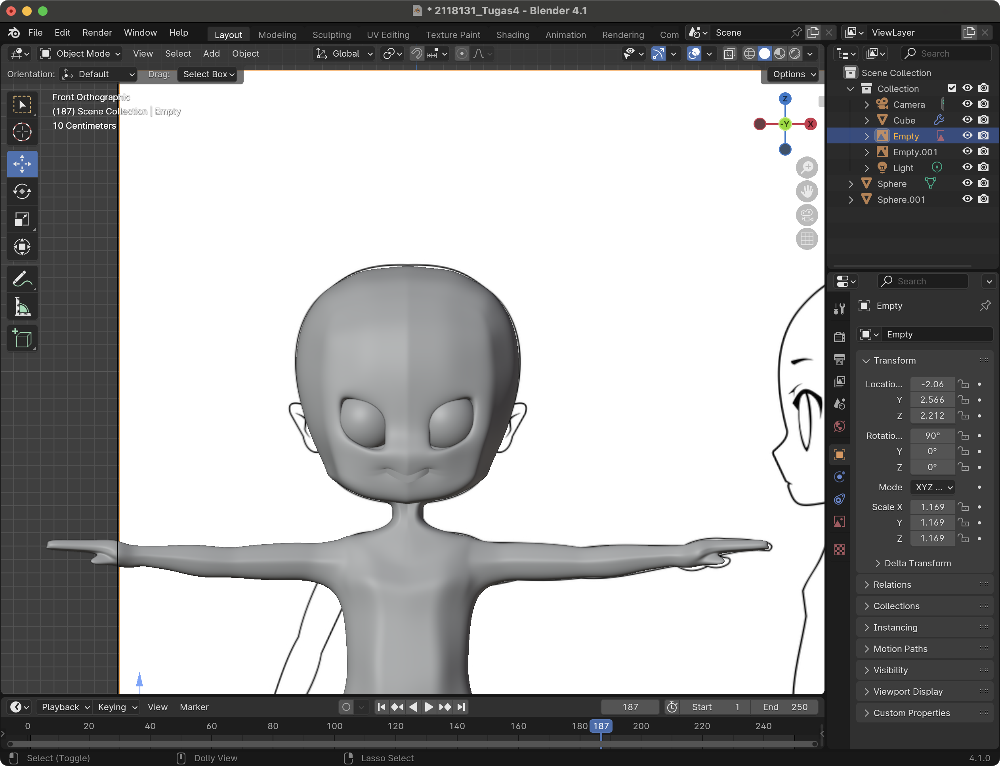 * 2118131_Tugas4 - Blender 4.1
File Edit Render Window Help Layout Modeling Sculpting UV Editing Texture Paint Shading Animation Rendering Com Scene ViewLayer
Object Mode View Select Add Object Global Search
Orientation: Default Drag: Select Box Options
Front Orthographic
(187) Scene Collection | Empty
10 Centimeters
Z
-Y X
Scene Collection
Collection
Camera
Cube
Empty
Empty.001
Light
Sphere
Sphere.001
Search
Empty
Empty
Transform
Locatio... -2.06
Y 2.566
Z 2.212
Rotatio... 90°
Y 0°
Z 0°
Mode XYZ ...
Scale X 1.169
Y 1.169
Z 1.169
Delta Transform
Relations
Collections
Instancing
Motion Paths
Visibility
Viewport Display
Custom Properties
Playback Keying View Marker 187 Start 1 End 250
0 20 40 60 80 100 120 140 160 180 187 200 220 240
Select (Toggle) Dolly View Lasso Select 4.1.0